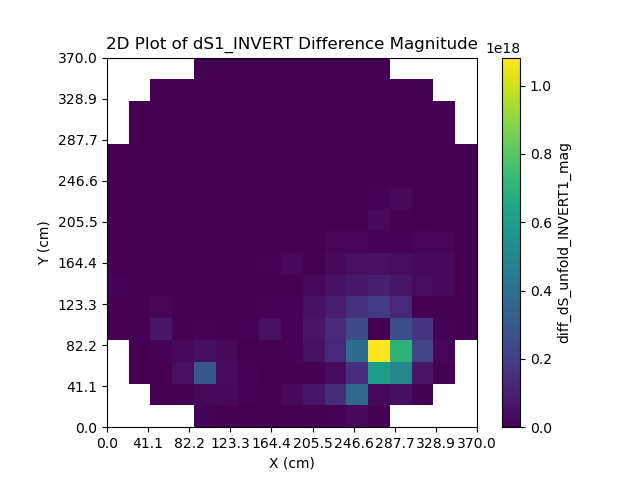 2D Plot of dS1_INVERT Difference Magnitude
1e18
370.0
328.9
287.7
246.6
205.5
164.4
123.3
82.2
41.1
0.0
Y (cm)
0.0 41.1 82.2 123.3 164.4 205.5 246.6 287.7 328.9 370.0
X (cm)
1.0
0.8
0.6
0.4
0.2
0.0
diff_dS_unfold_INVERT1_mag